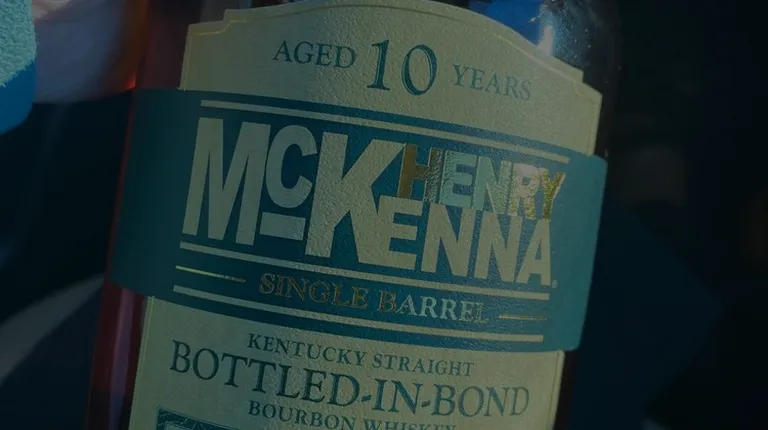 AGED 10 YEARS
HENRY
McKENNA
SINGLE BARREL
KENTUCKY STRAIGHT
BOTTLED-IN-BOND
BOURBON WHISKEY